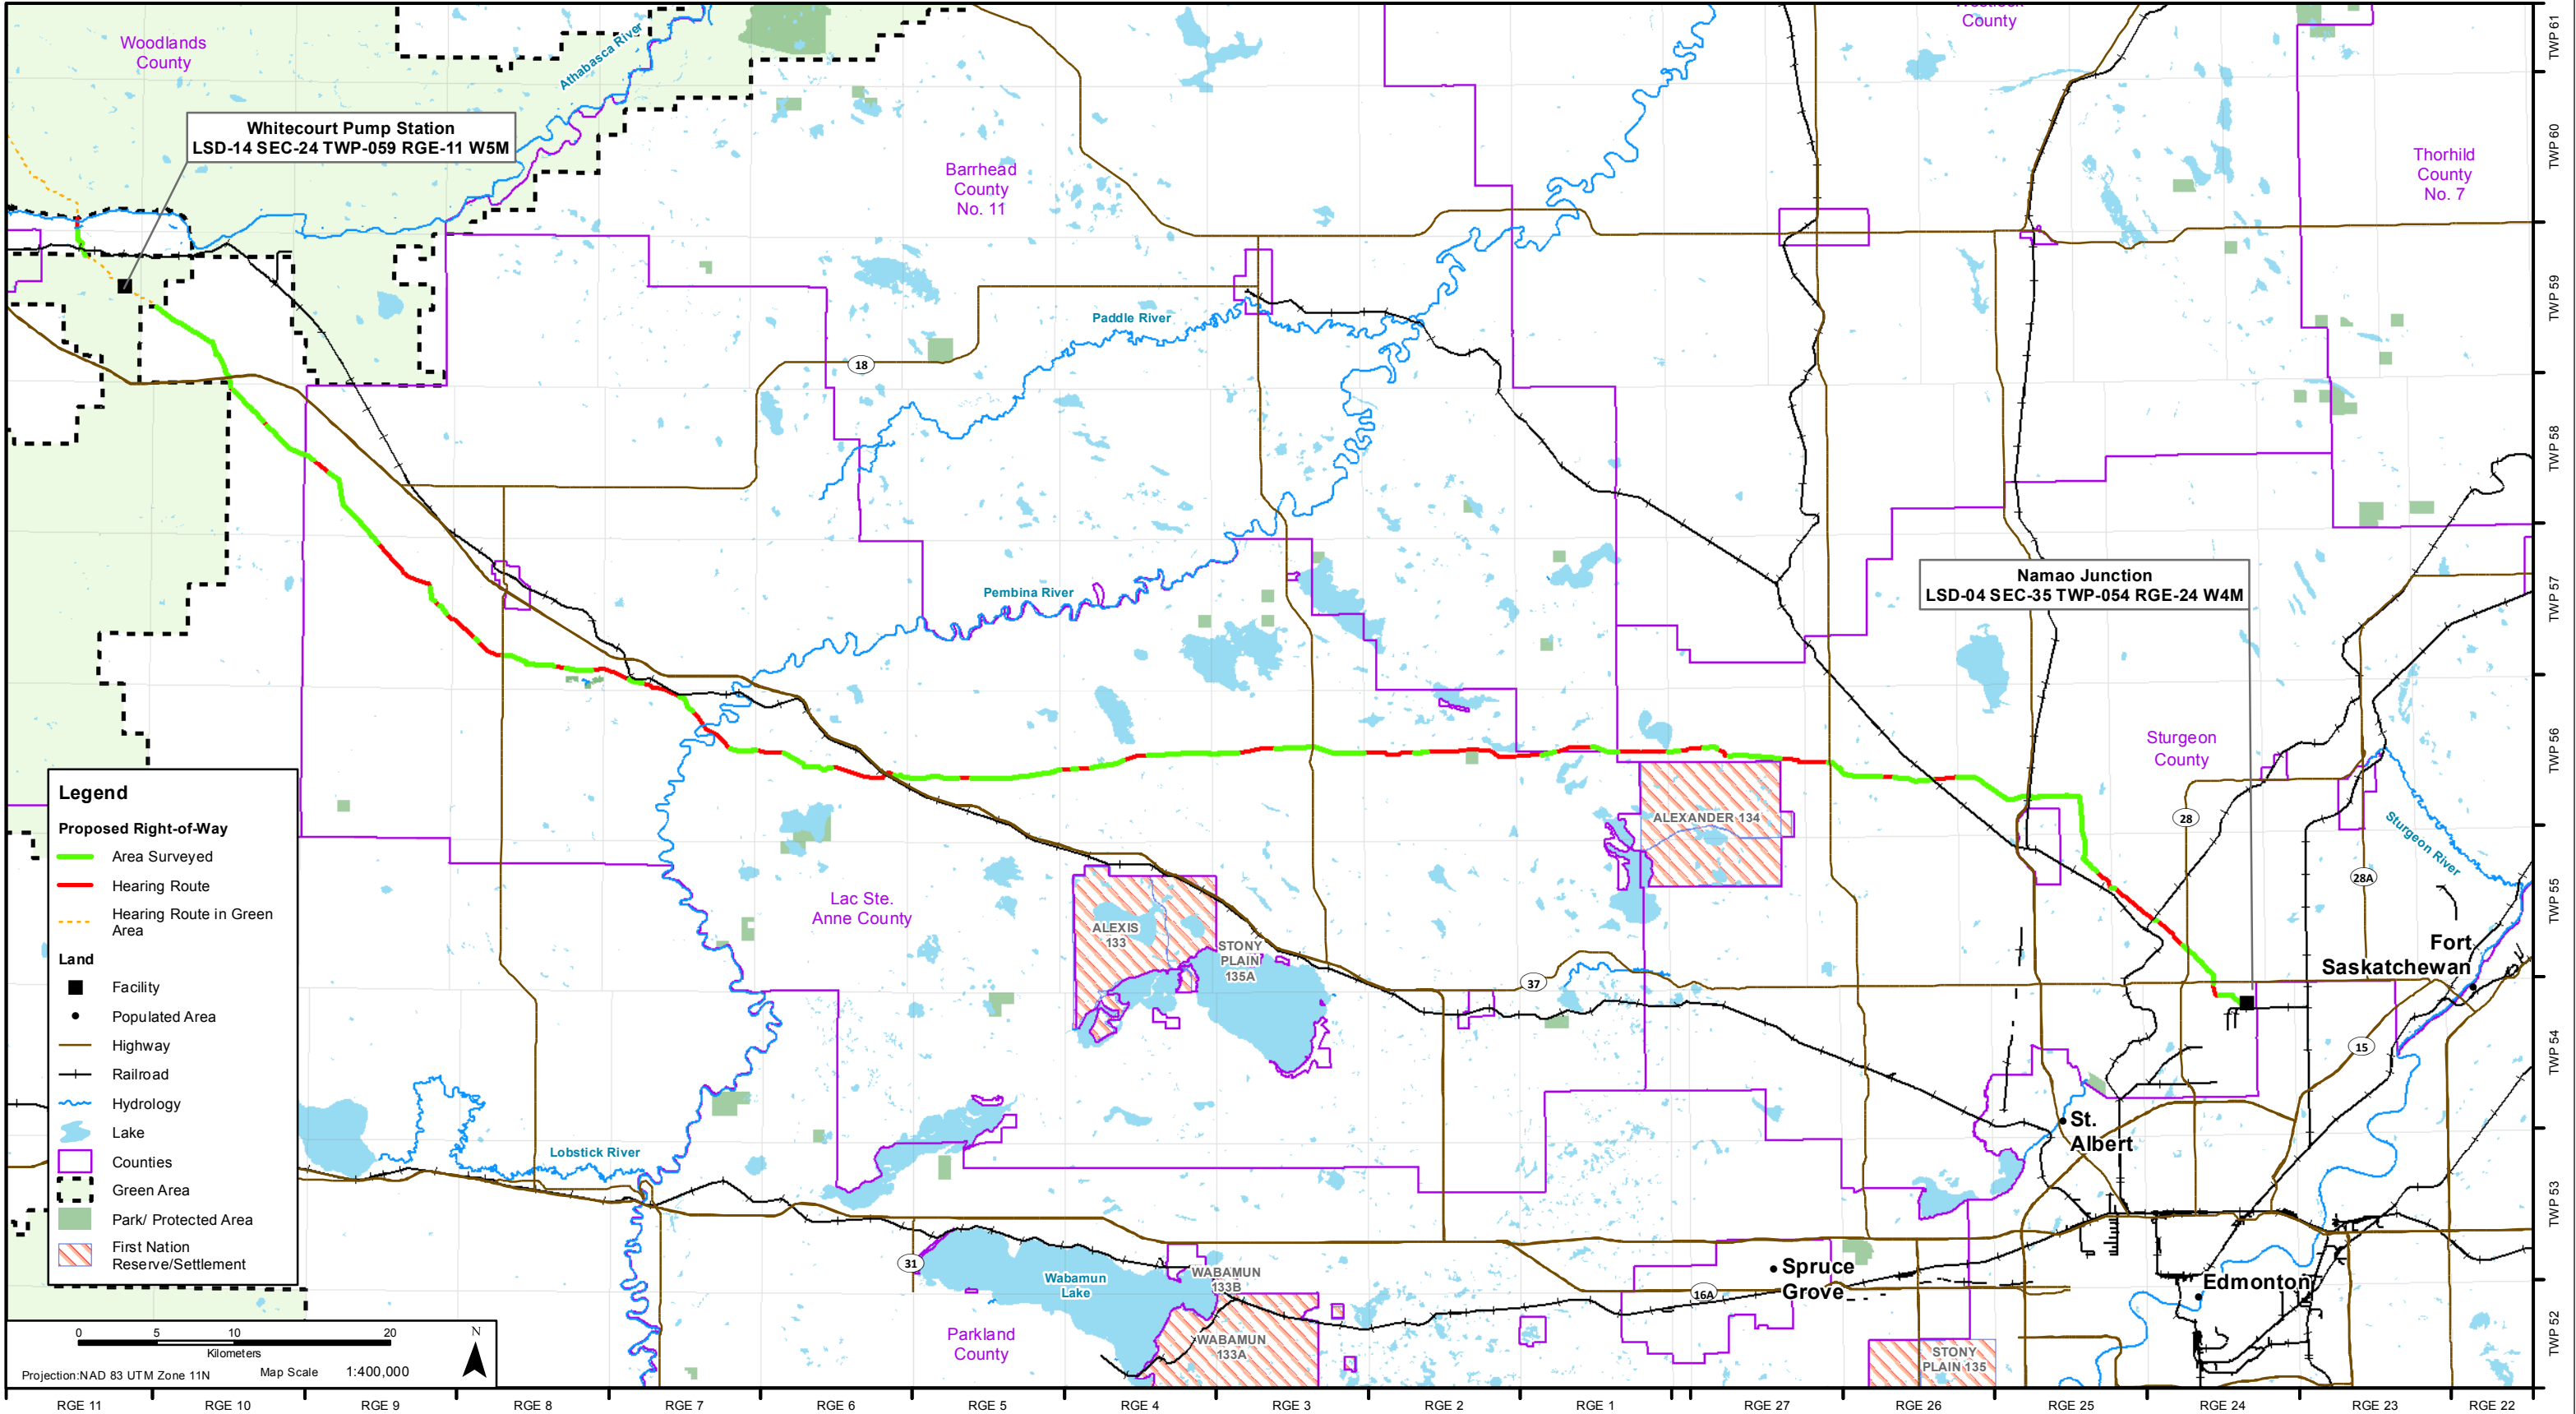 Woodlands
County
Athabasca River
County
TWP 61
Whitecourt Pump Station
LSD-14 SEC-24 TWP-059 RGE-11 W5M
Barrhead
County
No. 11
TWP 60
Thorhild
County
No. 7
TWP 59
Paddle River
18
TWP 58
Pembina River
Namao Junction
LSD-04 SEC-35 TWP-054 RGE-24 W4M
TWP 57
Sturgeon
County
TWP 56
ALEXANDER 134
28
Sturgeon River
28A
TWP 55
Lac Ste.
Anne County
ALEXIS
133
STONY
PLAIN
135A
37
Fort
Saskatchewan
15
TWP 54
St.
Albert
Lobstick River
TWP 53
31
Wabamun
Lake
WABAMUN
133B
WABAMUN
133A
Spruce
Grove
16A
Edmonton
Parkland
County
STONY
PLAIN 135
TWP 52
Legend
Proposed Right-of-Way
Area Surveyed
Hearing Route
Hearing Route in Green
Area
Land
Facility
Populated Area
Highway
Railroad
Hydrology
Lake
Counties
Green Area
Park/ Protected Area
First Nation
Reserve/Settlement
0 5 10 20
Kilometers
N
Projection:NAD 83 UTM Zone 11N Map Scale 1:400,000
RGE 11 RGE 10 RGE 9 RGE 8 RGE 7 RGE 6 RGE 5 RGE 4 RGE 3 RGE 2 RGE 1 RGE 27 RGE 26 RGE 25 RGE 24 RGE 23 RGE 22